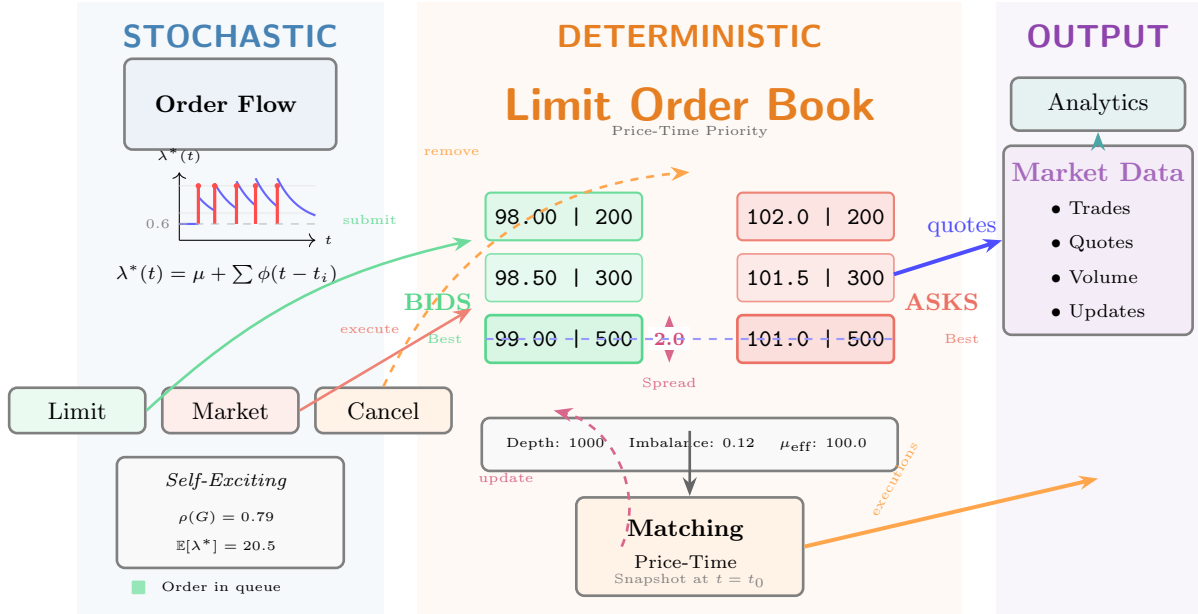 STOCHASTIC
Order Flow
λ*(t)
0.6
t
λ*(t) = μ + ∑ ϕ(t − t_i)
submit
remove
execute
Limit
Market
Cancel
Self-Exciting
ρ(G) = 0.79
𝔼[λ*] = 20.5
Order in queue
DETERMINISTIC
Limit Order Book
Price-Time Priority
98.00 | 200
102.0 | 200
98.50 | 300
101.5 | 300
BIDS
ASKS
99.00 | 500
2.0
101.0 | 500
Best
Best
Spread
Depth: 1000 Imbalance: 0.12 μ_eff: 100.0
update
executions
Matching
Price-Time
Snapshot at t = t_0
quotes
OUTPUT
Analytics
Market Data
• Trades
• Quotes
• Volume
• Updates